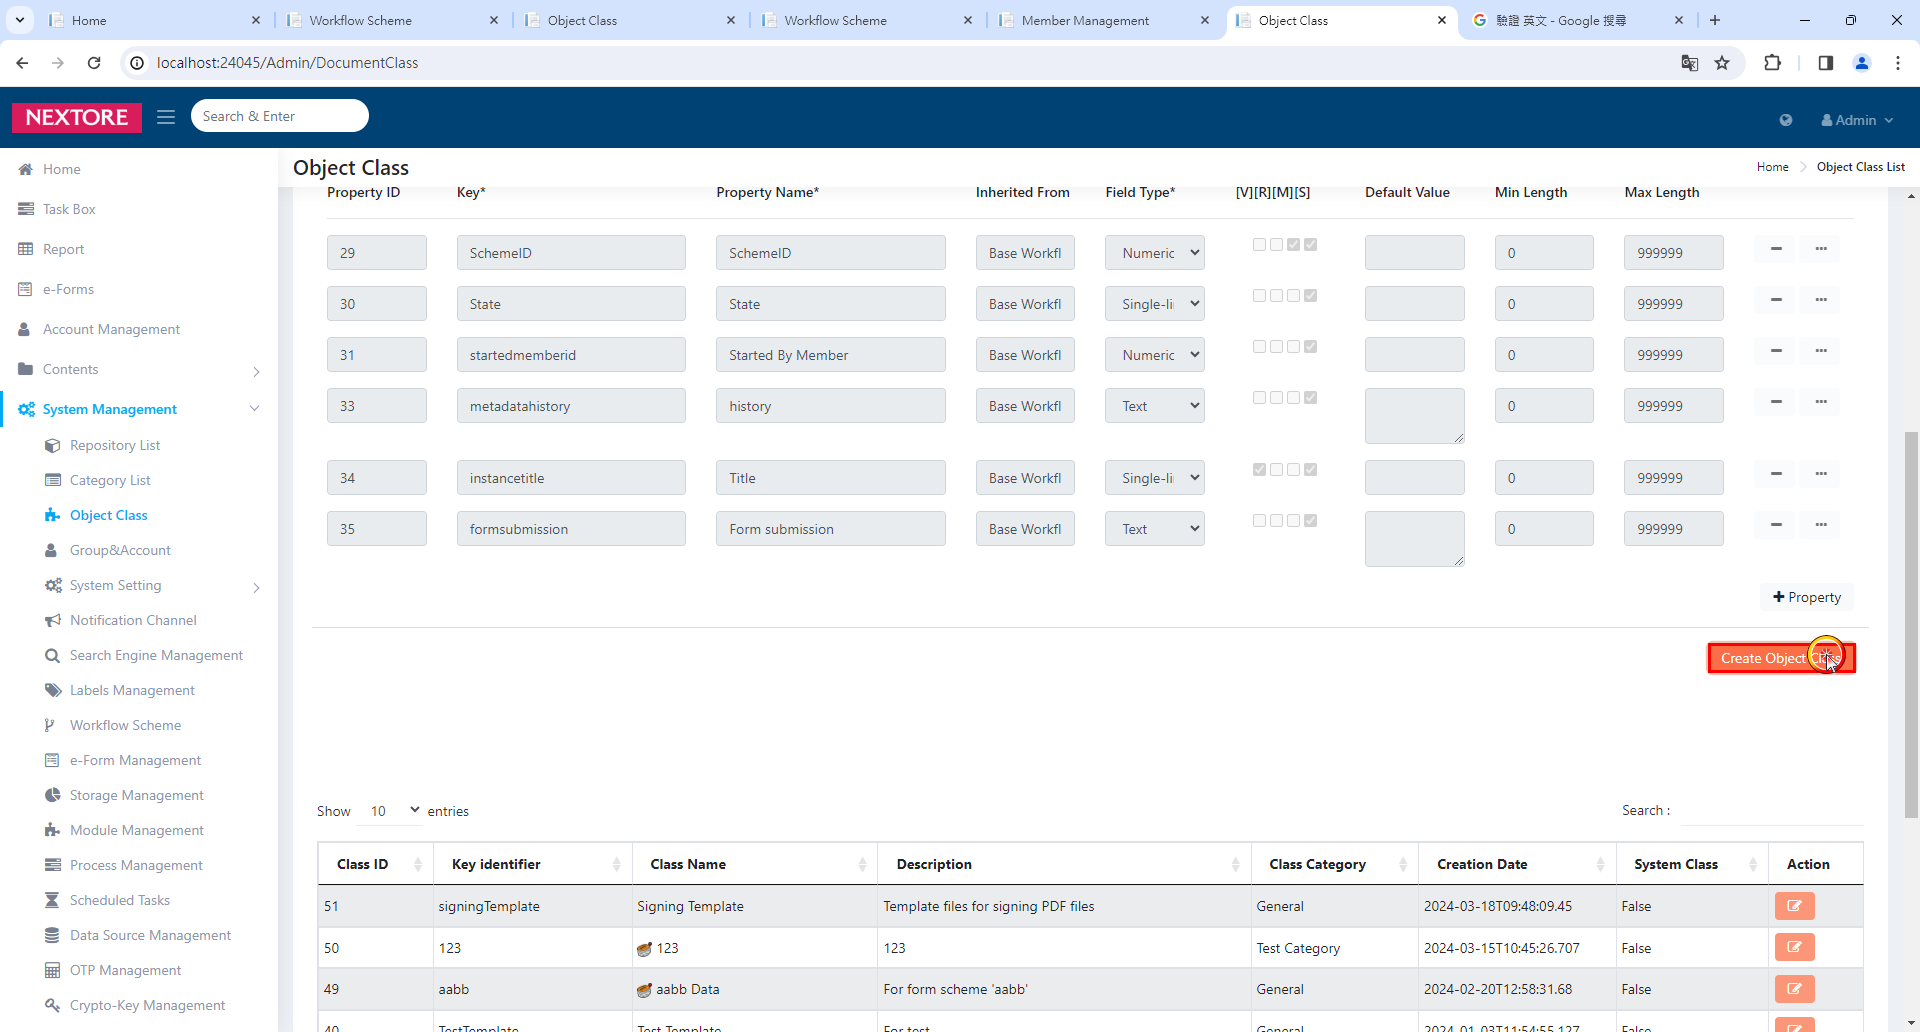 Home
Workflow Scheme
Object Class
Workflow Scheme
Member Management
Object Class
驗證 英文 - Google 搜尋
localhost:24045/Admin/DocumentClass
NEXTORE
Search & Enter
Admin
Home
Task Box
Report
e-Forms
Account Management
Contents
System Management
Repository List
Category List
Object Class
Group&Account
System Setting
Notification Channel
Search Engine Management
Labels Management
Workflow Scheme
e-Form Management
Storage Management
Module Management
Process Management
Scheduled Tasks
Data Source Management
OTP Management
Crypto-Key Management
Object Class
Home
Object Class List
Property ID Key* Property Name* Inherited From Field Type* [V][R][M][S] Default Value Min Length Max Length
29 SchemeID SchemeID Base Workfl Numeric 0 999999
30 State State Base Workfl Single-li 0 999999
31 startedmemberid Started By Member Base Workfl Numeric 0 999999
33 metadatahistory history Base Workfl Text 0 999999
34 instancetitle Title Base Workfl Single-li 0 999999
35 formsubmission Form submission Base Workfl Text 0 999999
Property
Create Object Class
Show 10 entries
Search :
Class ID Key identifier Class Name Description Class Category Creation Date System Class Action
51 signingTemplate Signing Template Template files for signing PDF files General 2024-03-18T09:48:09.45 False
50 123 123 123 Test Category 2024-03-15T10:45:26.707 False
49 aabb aabb Data For form scheme 'aabb' General 2024-02-20T12:58:31.68 False
40 TestTemplate Test Template For test General 2024-01-03T11:54:55.127 False